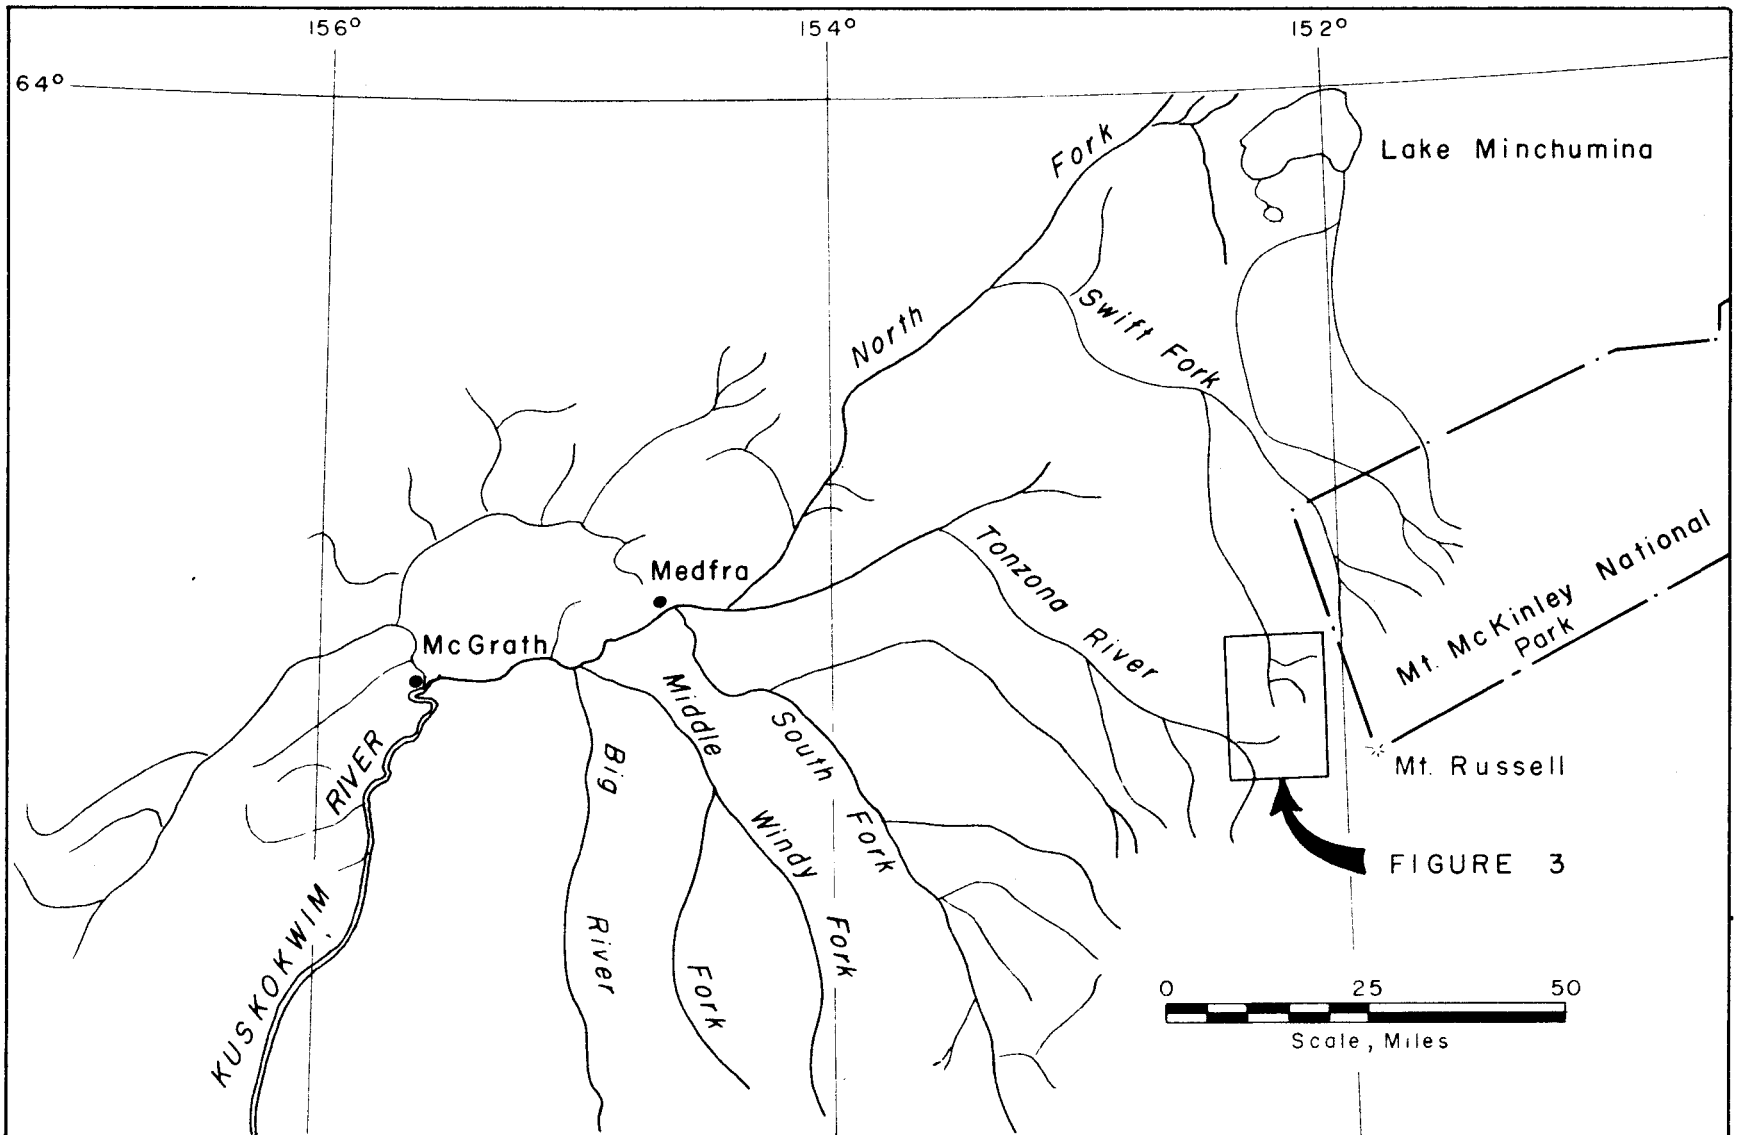 156° 154° 152°
64°
Fork
Lake Minchumina
North
Swift Fork
Medfra
Tonzona River
McGrath
Mt. McKinley National
Park
Middle Fork
South Fork
Big River
Windy Fork
Mt. Russell
RIVER
KUSKOKWIM
FIGURE 3
0 25 50
Scale, Miles